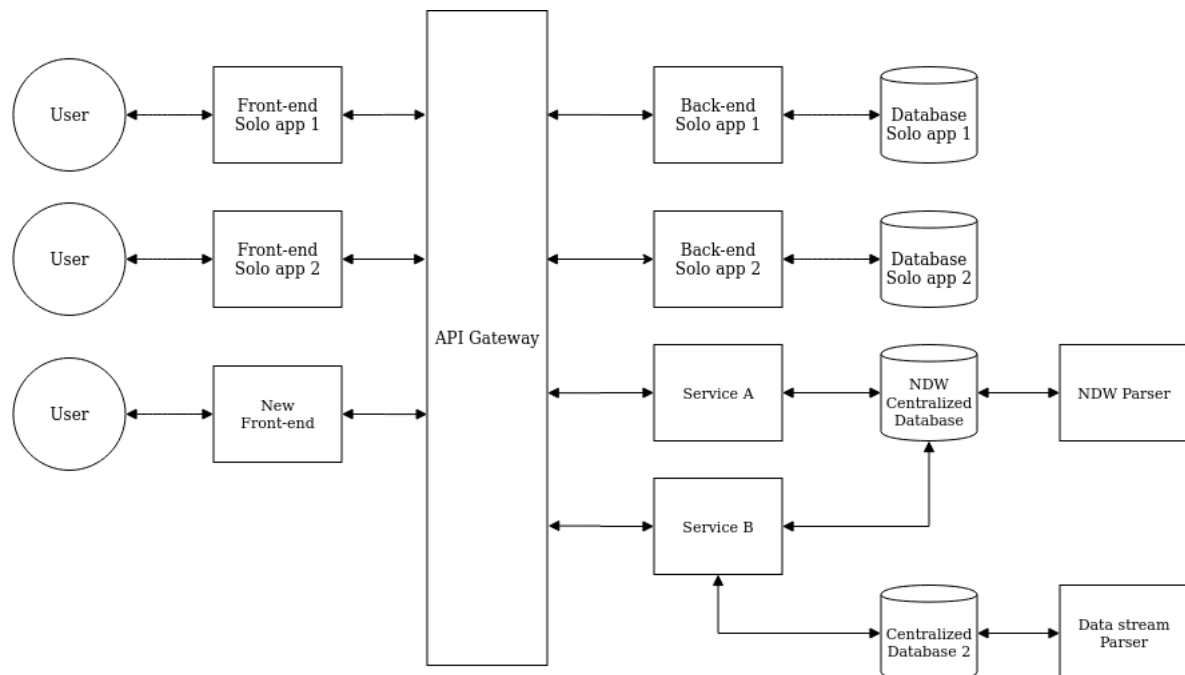 User
Front-end
Solo app 1
Back-end
Solo app 1
Database
Solo app 1
User
Front-end
Solo app 2
Back-end
Solo app 2
Database
Solo app 2
API Gateway
User
New
Front-end
Service A
NDW
Centralized
Database
NDW Parser
Service B
Centralized
Database 2
Data stream
Parser